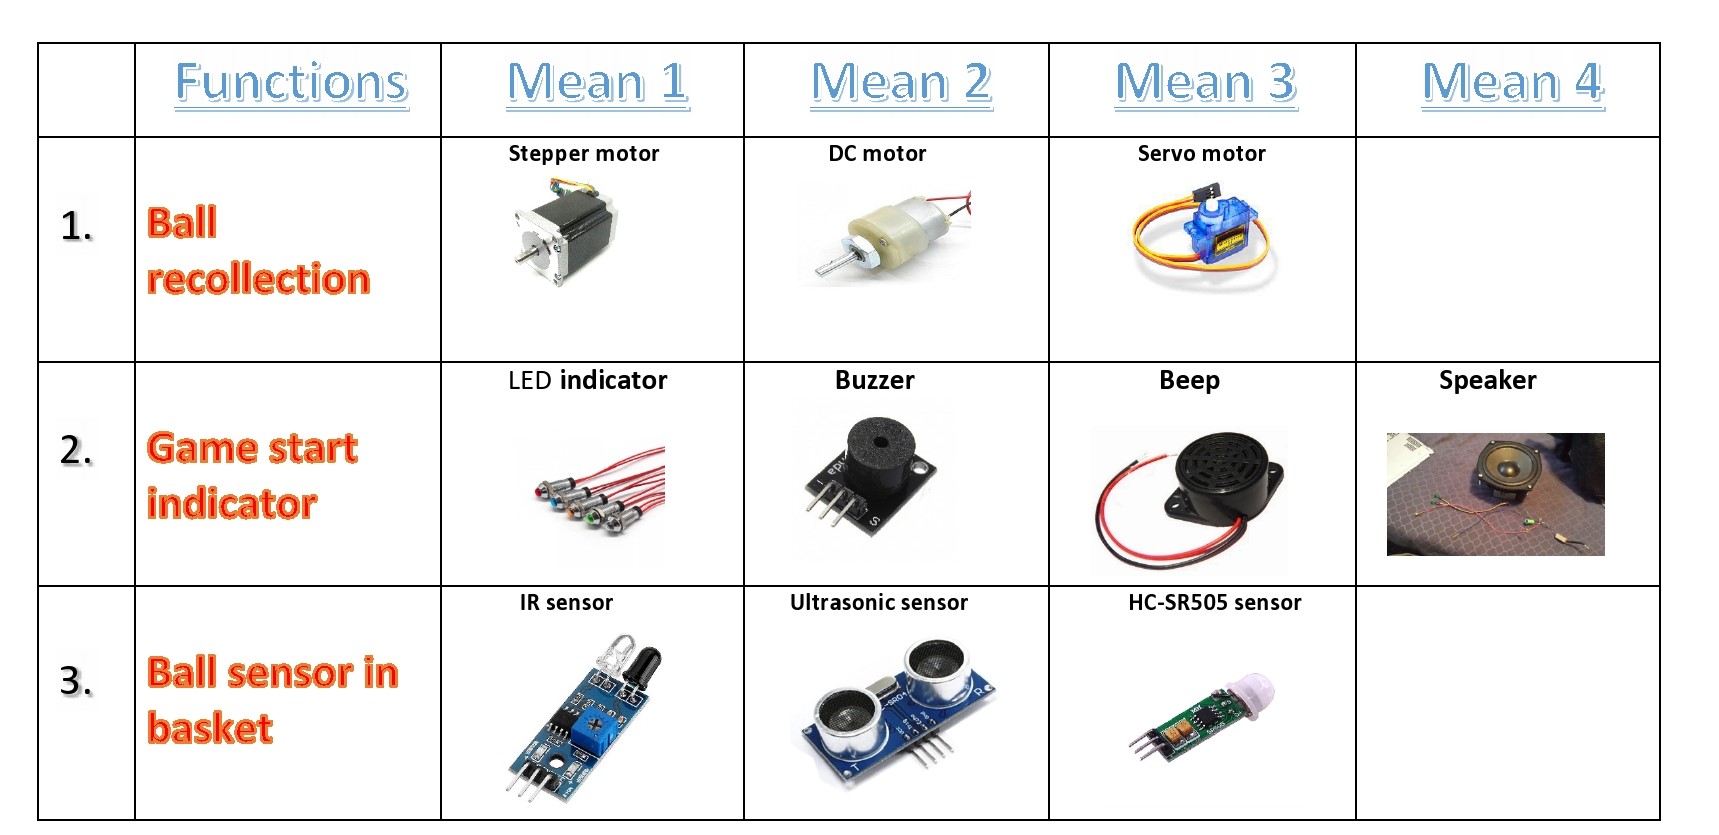 Functions
Mean 1
Mean 2
Mean 3
Mean 4
Stepper motor
DC motor
Servo motor
1.
Ball
recollection
LED indicator
Buzzer
Beep
Speaker
2.
Game start
indicator
S
IR sensor
Ultrasonic sensor
HC-SR505 sensor
3.
Ball sensor in
basket
T
R